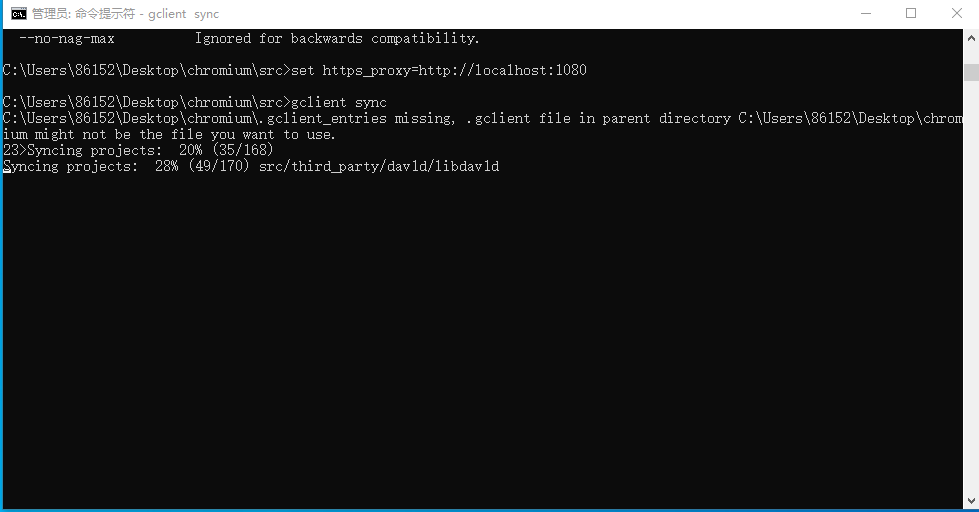 管理员: 命令提示符 - gclient  sync
--no-nag-max          Ignored for backwards compatibility.
C:\Users\86152\Desktop\chromium\src>set https_proxy=http://localhost:1080
C:\Users\86152\Desktop\chromium\src>gclient sync
C:\Users\86152\Desktop\chromium\.gclient_entries missing, .gclient file in parent directory C:\Users\86152\Desktop\chrom
ium might not be the file you want to use.
23>Syncing projects:  20% (35/168)
Syncing projects:  28% (49/170) src/third_party/dav1d/libdav1d